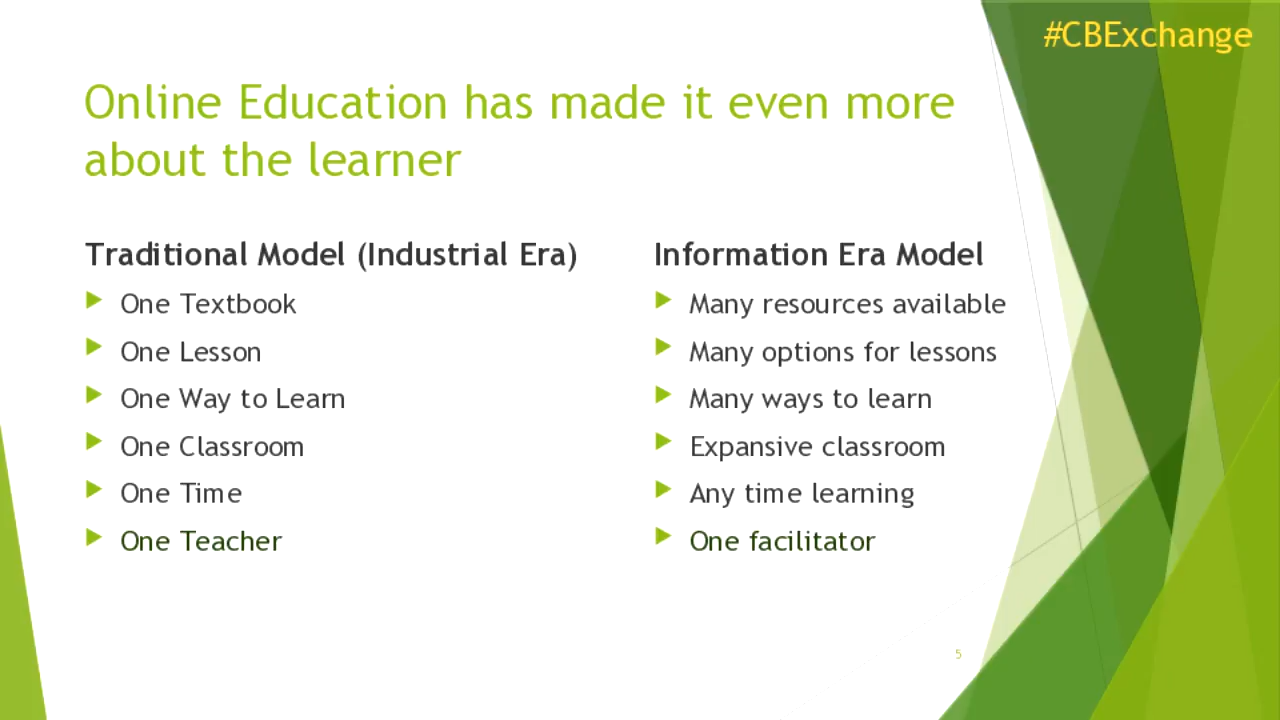 #CBExchange
Online Education has made it even more
about the learner
Traditional Model (Industrial Era)
One Textbook
One Lesson
One Way to Learn
One Classroom
One Time
One Teacher
Information Era Model
Many resources available
Many options for lessons
Many ways to learn
Expansive classroom
Any time learning
One facilitator
5